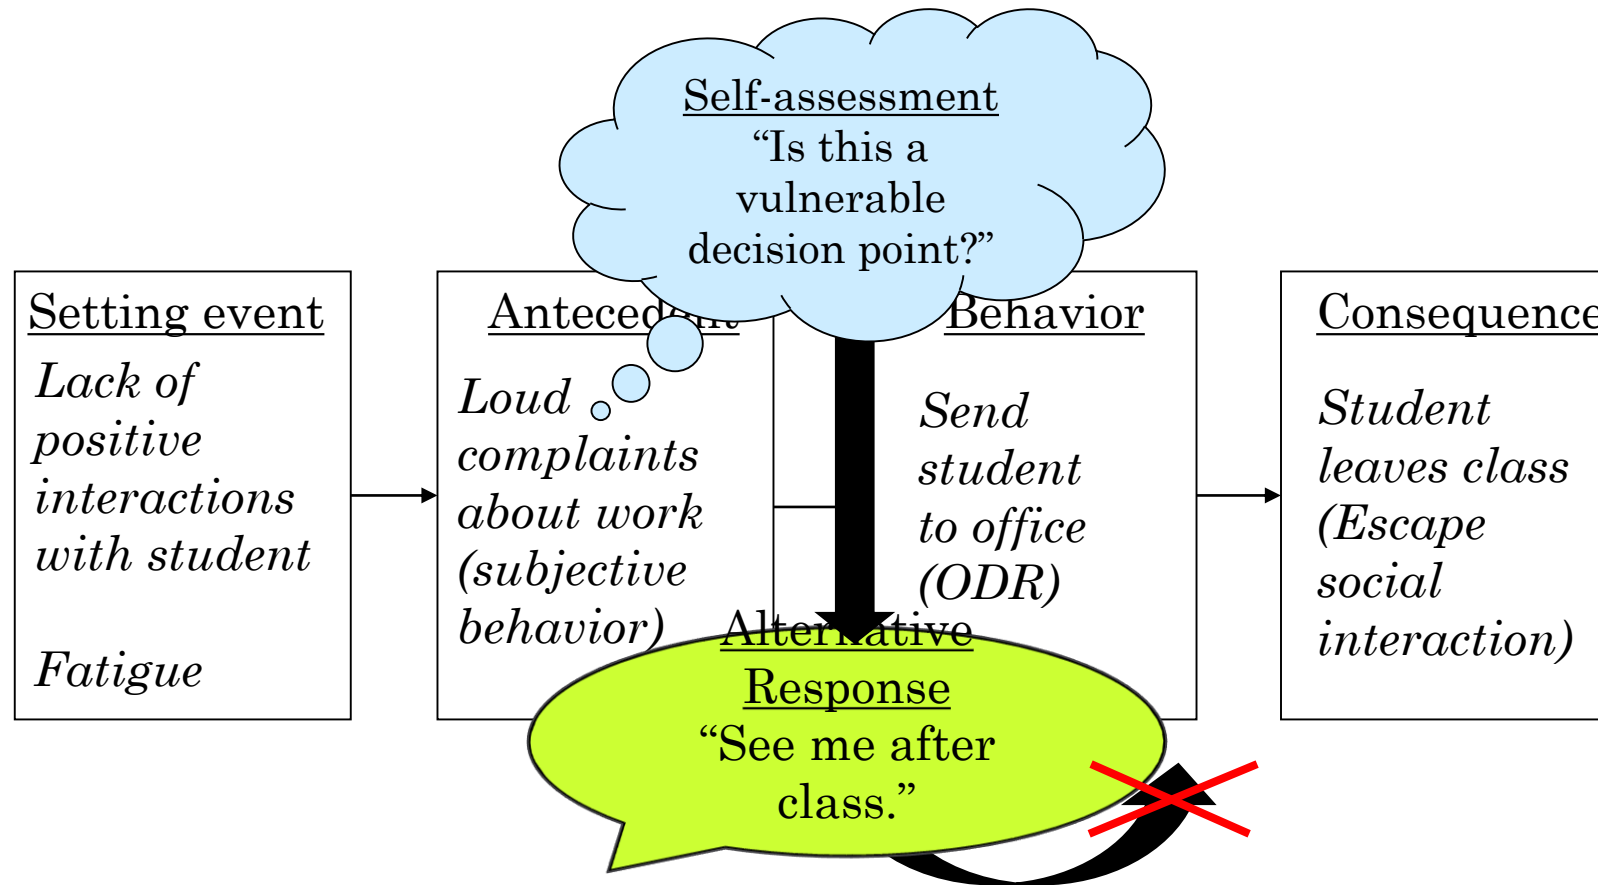 Self-assessment
“Is this a
vulnerable
decision point?”
Setting event
Lack of
positive
interactions
with student
Fatigue
Antecedent
Loud
complaints
about work
(subjective
behavior)
Behavior
Send
student
to office
(ODR)
Consequence
Student
leaves class
(Escape
social
interaction)
Alternative
Response
“See me after
class.”